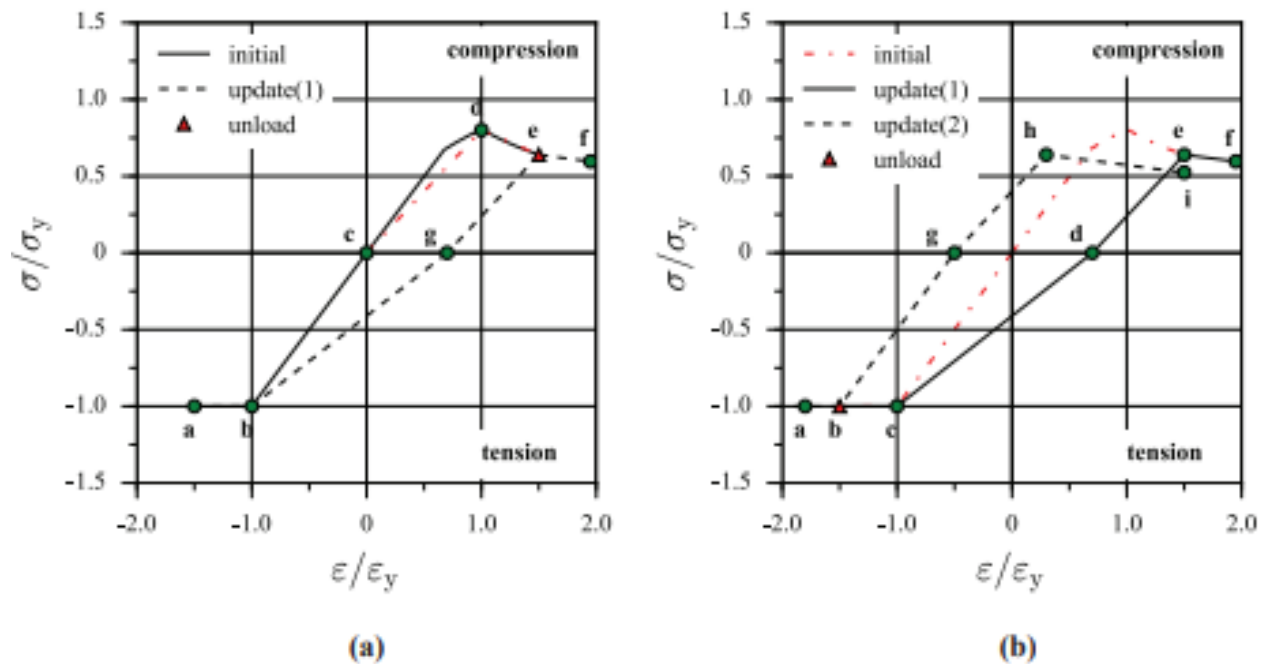 1.5
1.0
0.5
0
-0.5
-1.0
-1.5
σ/σy
initial
update(1)
unload
compression
d
e
f
c
g
a
b
tension
-2.0 -1.0 0 1.0 2.0
ε/εy
(a)
1.5
1.0
0.5
0
-0.5
-1.0
-1.5
σ/σy
initial
update(1)
update(2)
unload
compression
h
e
f
i
g
d
a
b
c
tension
-2.0 -1.0 0 1.0 2.0
ε/εy
(b)